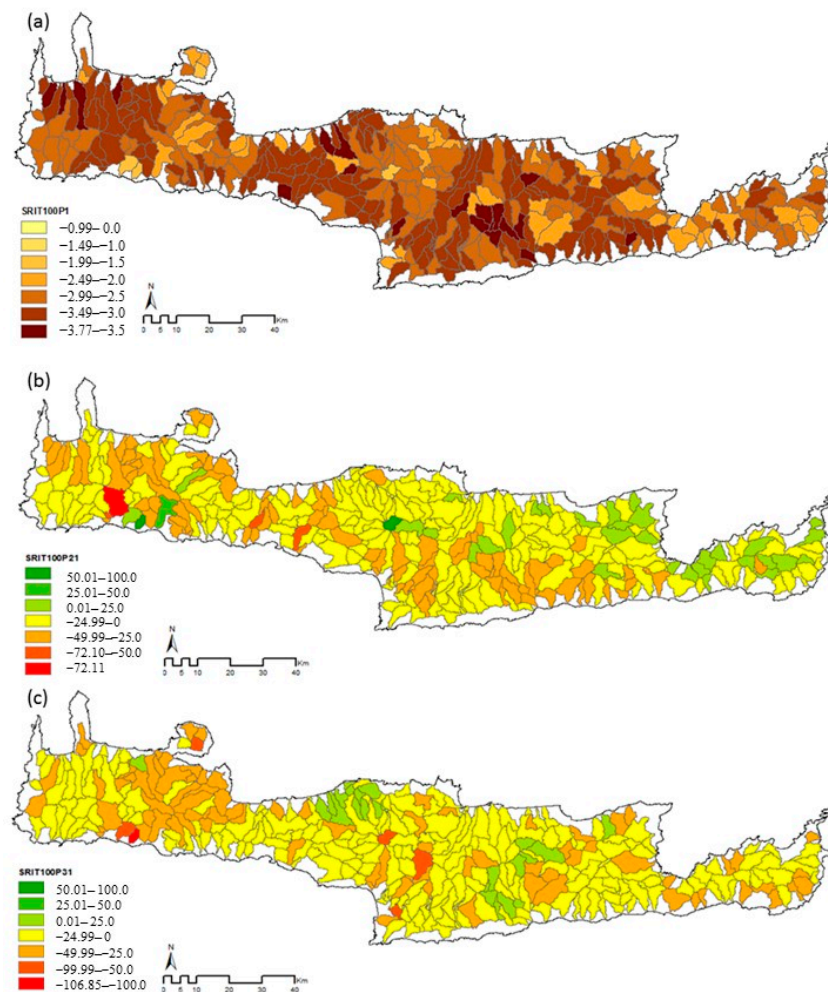 (a)
SRIT100P1
−0.99–0.0
−1.49–−1.0
−1.99–−1.5
−2.49–−2.0
−2.99–−2.5
−3.49–−3.0
−3.77–−3.5
N
0 5 10 20 30 40
Km
(b)
SRIT100P21
50.01–100.0
25.01–50.0
0.01–25.0
−24.99–0
−49.99–−25.0
−72.10–−50.0
−72.11
N
0 5 10 20 30 40
Km
(c)
SRIT100P31
50.01–100.0
25.01–50.0
0.01–25.0
−24.99–0
−49.99–−25.0
−99.99–−50.0
−106.85–−100.0
N
0 5 10 20 30 40
Km